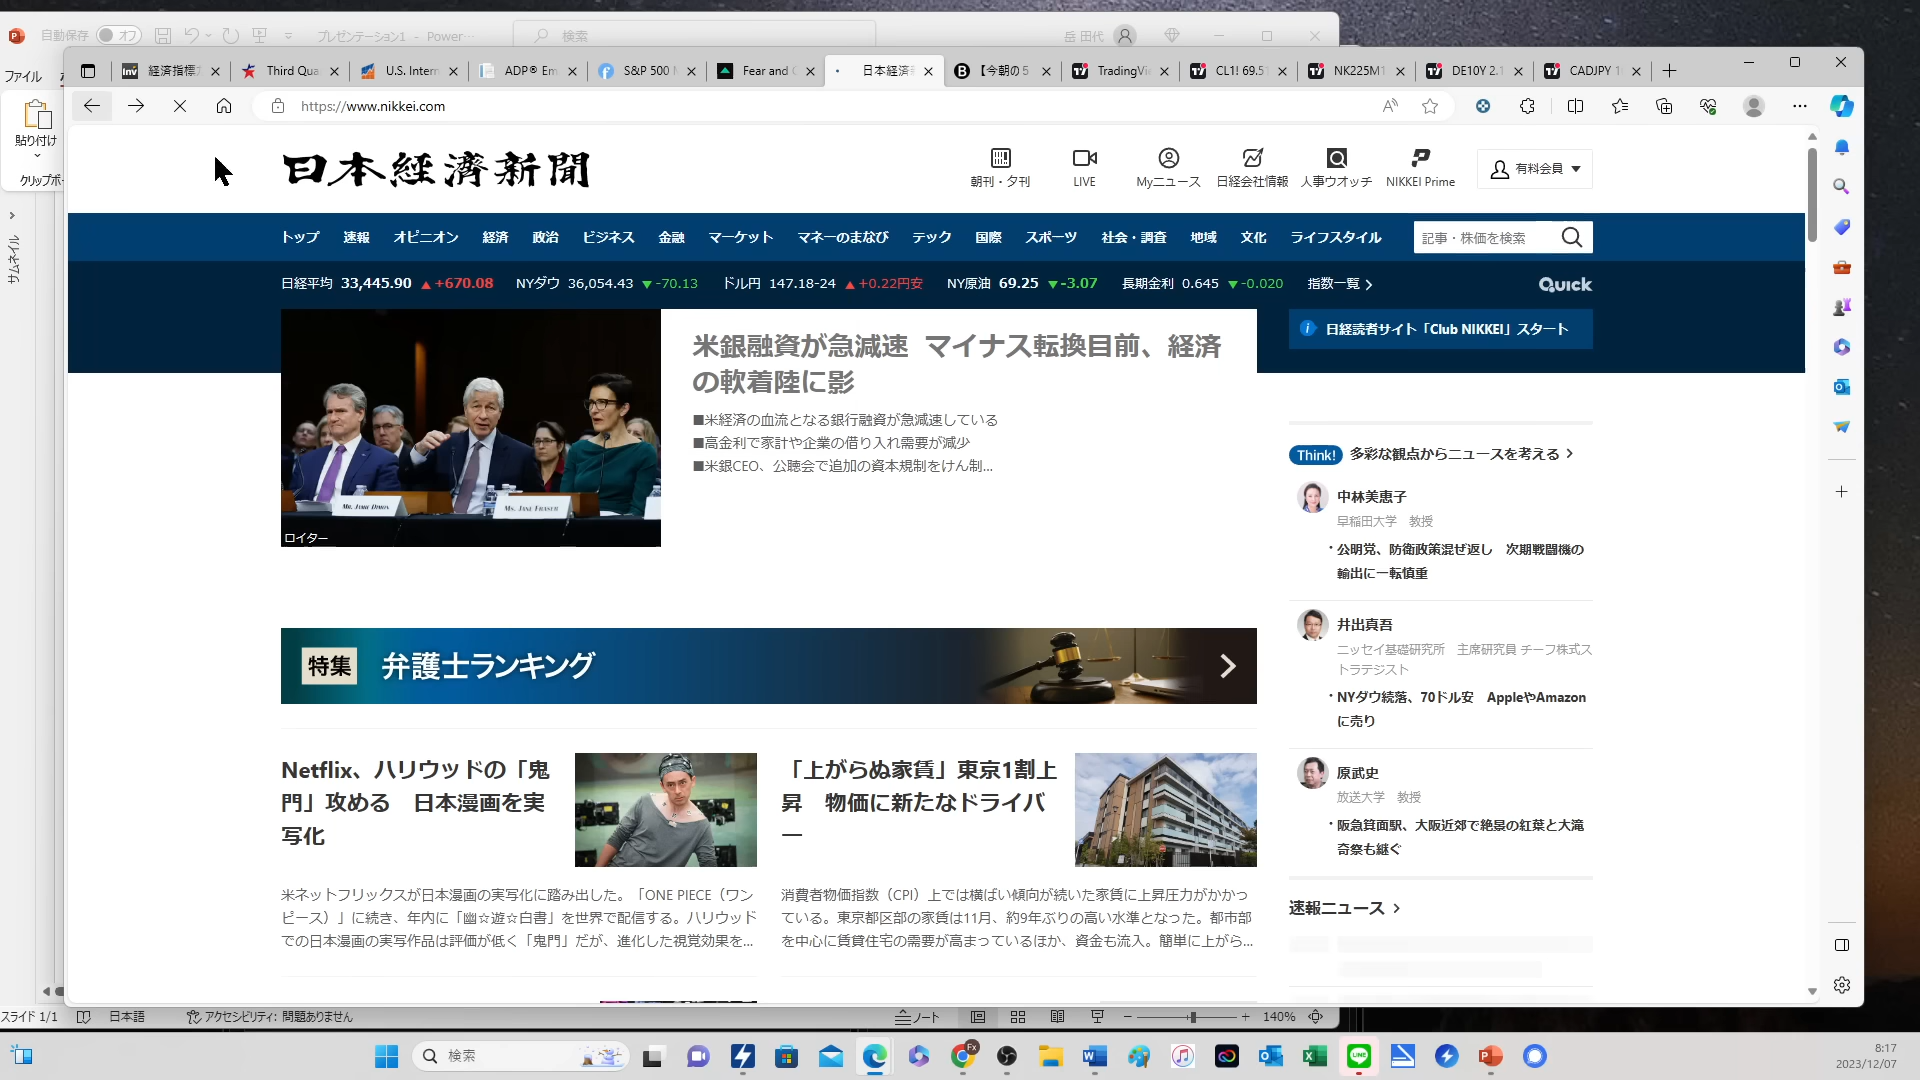 自動保存 オフ プレゼンテーション1 - Power… 検索 岳 田代
ファイル
経済指標 Third Qua U.S. Intern ADP® Em S&P 500 Fear and 日本経済 【今朝の5 TradingVi CL1! 69.5 NK225M1 DE10Y 2.1 CADJPY 1
https://www.nikkei.com
貼り付け
クリップボ
サムネイル
日本経済新聞
朝刊・夕刊 LIVE Myニュース 日経会社情報 人事ウオッチ NIKKEI Prime 有料会員
トップ 速報 オピニオン 経済 政治 ビジネス 金融 マーケット マネーのまなび テック 国際 スポーツ 社会・調査 地域 文化 ライフスタイル 記事・株価を検索
日経平均 33,445.90 ▲+670.08 NYダウ 36,054.43 ▼-70.13 ドル円 147.18-24 ▲+0.22円安 NY原油 69.25 ▼-3.07 長期金利 0.645 ▼-0.020 指数一覧 Quick
日経読者サイト「Club NIKKEI」スタート
米銀融資が急減速 マイナス転換目前、経済
の軟着陸に影
■米経済の血流となる銀行融資が急減速している
■高金利で家計や企業の借り入れ需要が減少
■米銀CEO、公聴会で追加の資本規制をけん制...
MR. JAMIE DIMON
MS. JANE FRASER
ロイター
Think! 多彩な観点からニュースを考える
中林美恵子
早稲田大学 教授
・公明党、防衛政策混ぜ返し 次期戦闘機の
輸出に一転慎重
井出真吾
ニッセイ基礎研究所 主席研究員 チーフ株式ス
トラテジスト
・NYダウ続落、70ドル安 AppleやAmazon
に売り
原武史
放送大学 教授
・阪急箕面駅、大阪近郊で絶景の紅葉と大滝
奇祭も継ぐ
速報ニュース
特集 弁護士ランキング
Netflix、ハリウッドの「鬼
門」攻める 日本漫画を実
写化
米ネットフリックスが日本漫画の実写化に踏み出した。「ONE PIECE（ワン
ピース）」に続き、年内に「幽☆遊☆白書」を世界で配信する。ハリウッド
での日本漫画の実写作品は評価が低く「鬼門」だが、進化した視覚効果を...
「上がらぬ家賃」東京1割上
昇 物価に新たなドライバ
ー
消費者物価指数（CPI）上では横ばい傾向が続いた家賃に上昇圧力がかかっ
ている。東京都区部の家賃は11月、約9年ぶりの高い水準となった。都市部
を中心に賃貸住宅の需要が高まっているほか、資金も流入。簡単に上がら...
スライド 1/1 日本語 アクセシビリティ: 問題ありません ノート 140%
検索
8:17
2023/12/07